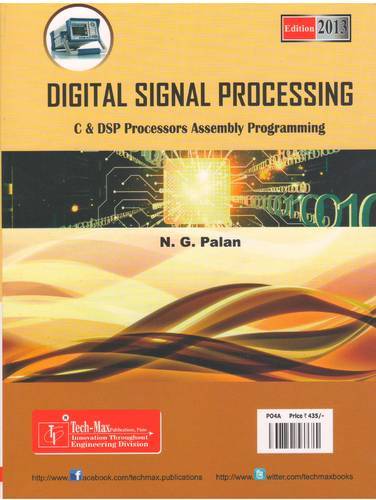 Edition 2013
DIGITAL SIGNAL PROCESSING
C & DSP Processors Assembly Programming
N. G. Palan
Tech-Max Publications, Pune
Innovation Throughout
Engineering Division
PO4A Price ₹ 435/-
http://www.facebook.com/techmax.publications http://www.twitter.com/techmaxbooks